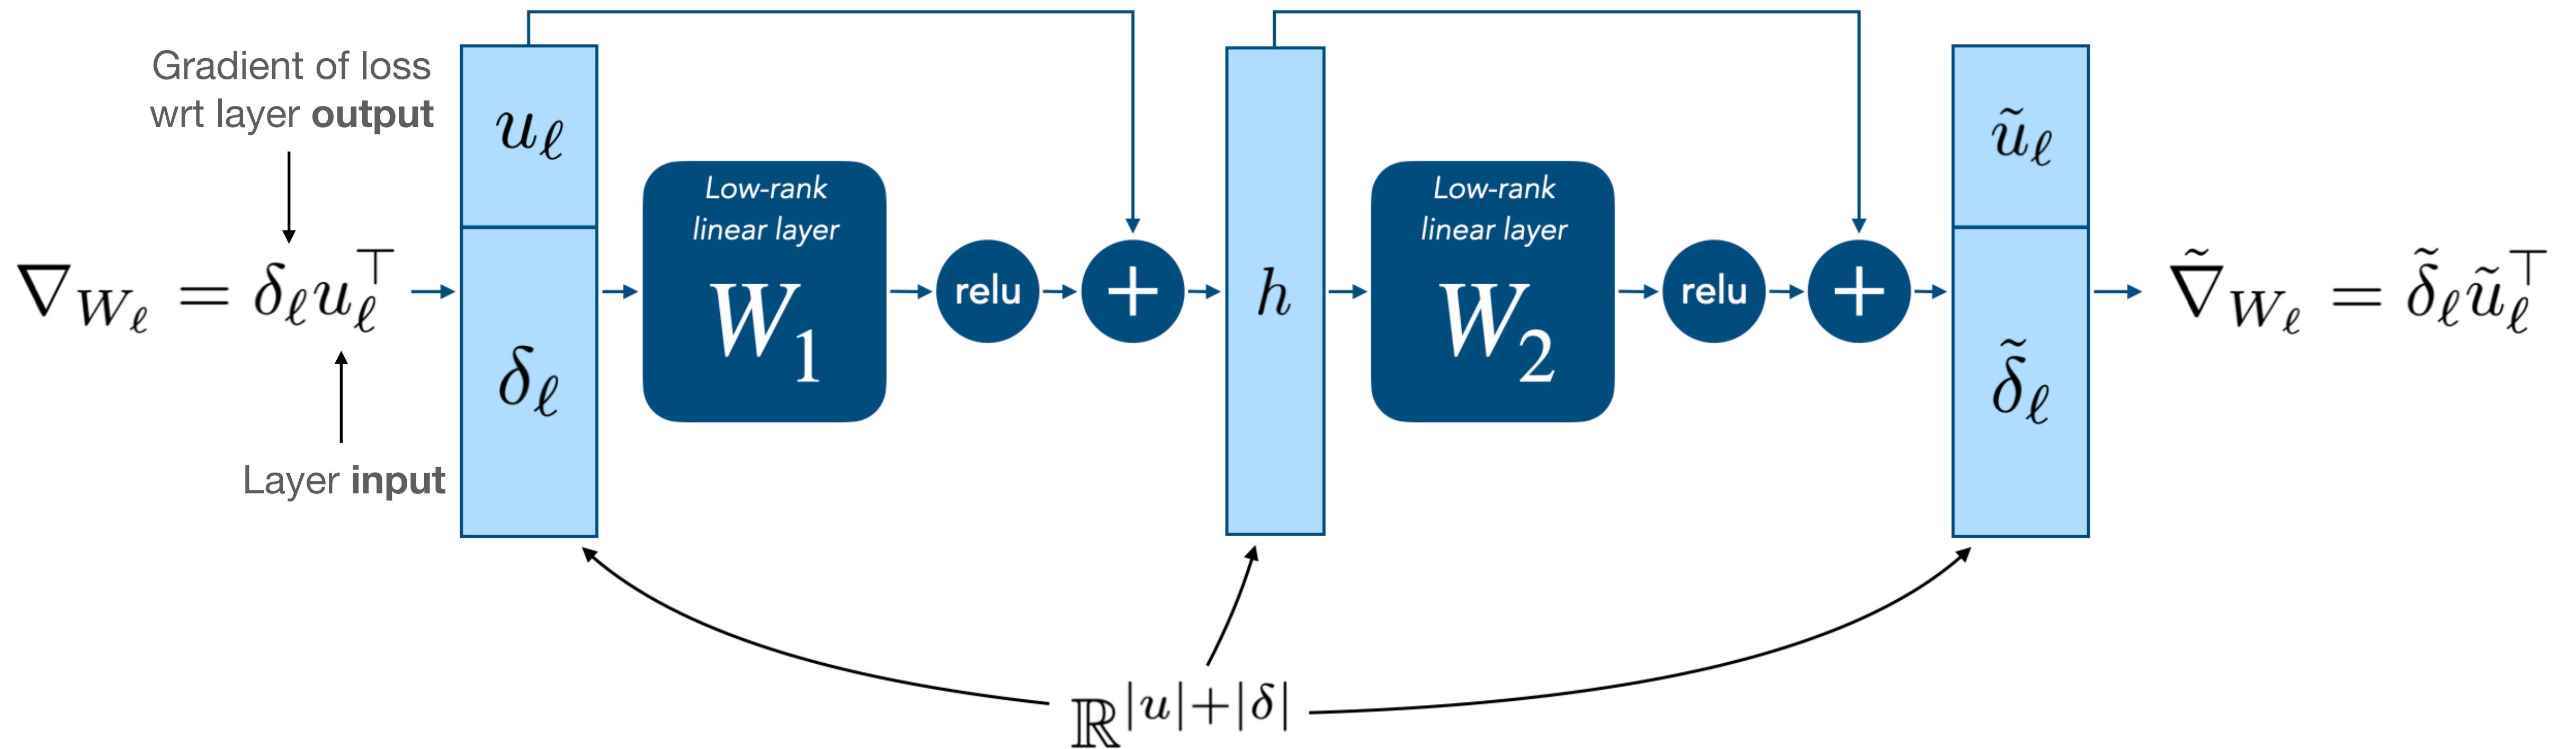 Gradient of loss
wrt layer output
∇_{W_ℓ} = δ_ℓ u_ℓ^⊤
Layer input
u_ℓ
δ_ℓ
Low-rank
linear layer
W_1
relu
+
h
Low-rank
linear layer
W_2
relu
+
ũ_ℓ
δ̃_ℓ
∇̃_{W_ℓ} = δ̃_ℓ ũ_ℓ^⊤
ℝ^{|u|+|δ|}